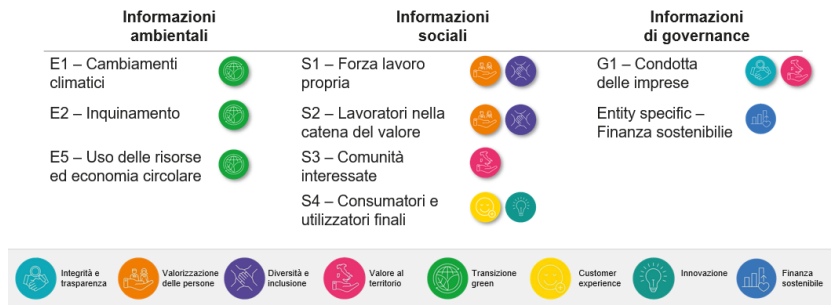 Informazioni
ambientali
E1 – Cambiamenti
climatici
E2 – Inquinamento
E5 – Uso delle risorse
ed economia circolare
Informazioni
sociali
S1 – Forza lavoro
propria
S2 – Lavoratori nella
catena del valore
S3 – Comunità
interessate
S4 – Consumatori e
utilizzatori finali
Informazioni
di governance
G1 – Condotta
delle imprese
Entity specific –
Finanza sostenibilie
Integrità e
trasparenza
Valorizzazione
delle persone
Diversità e
inclusione
Valore al
territorio
Transizione
green
Customer
experience
Innovazione
Finanza
sostenibile